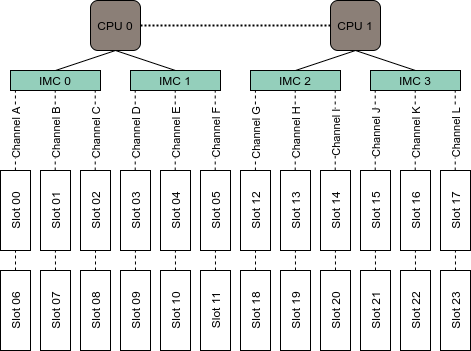 CPU 0
CPU 1
IMC 0
IMC 1
IMC 2
IMC 3
Channel A
Channel B
Channel C
Channel D
Channel E
Channel F
Channel G
Channel H
Channel I
Channel J
Channel K
Channel L
Slot 00
Slot 01
Slot 02
Slot 03
Slot 04
Slot 05
Slot 12
Slot 13
Slot 14
Slot 15
Slot 16
Slot 17
Slot 06
Slot 07
Slot 08
Slot 09
Slot 10
Slot 11
Slot 18
Slot 19
Slot 20
Slot 21
Slot 22
Slot 23